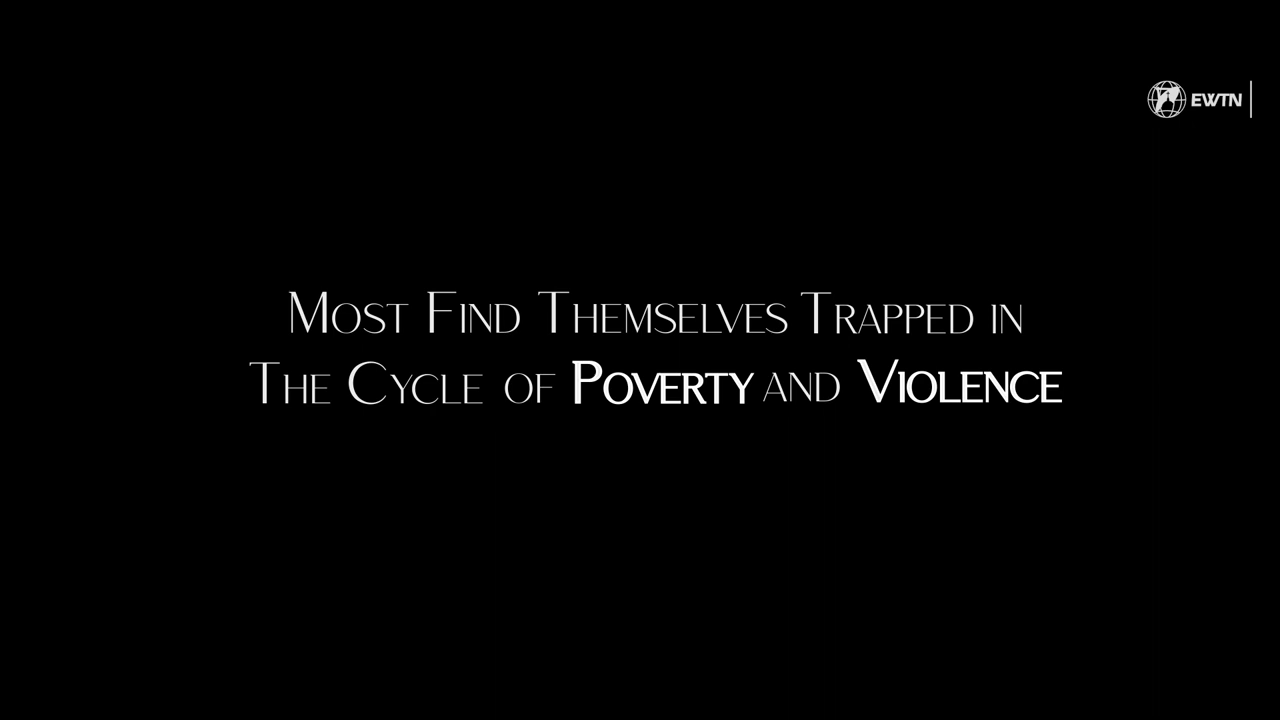 EWTN
Most Find Themselves Trapped in
The Cycle of Poverty and Violence